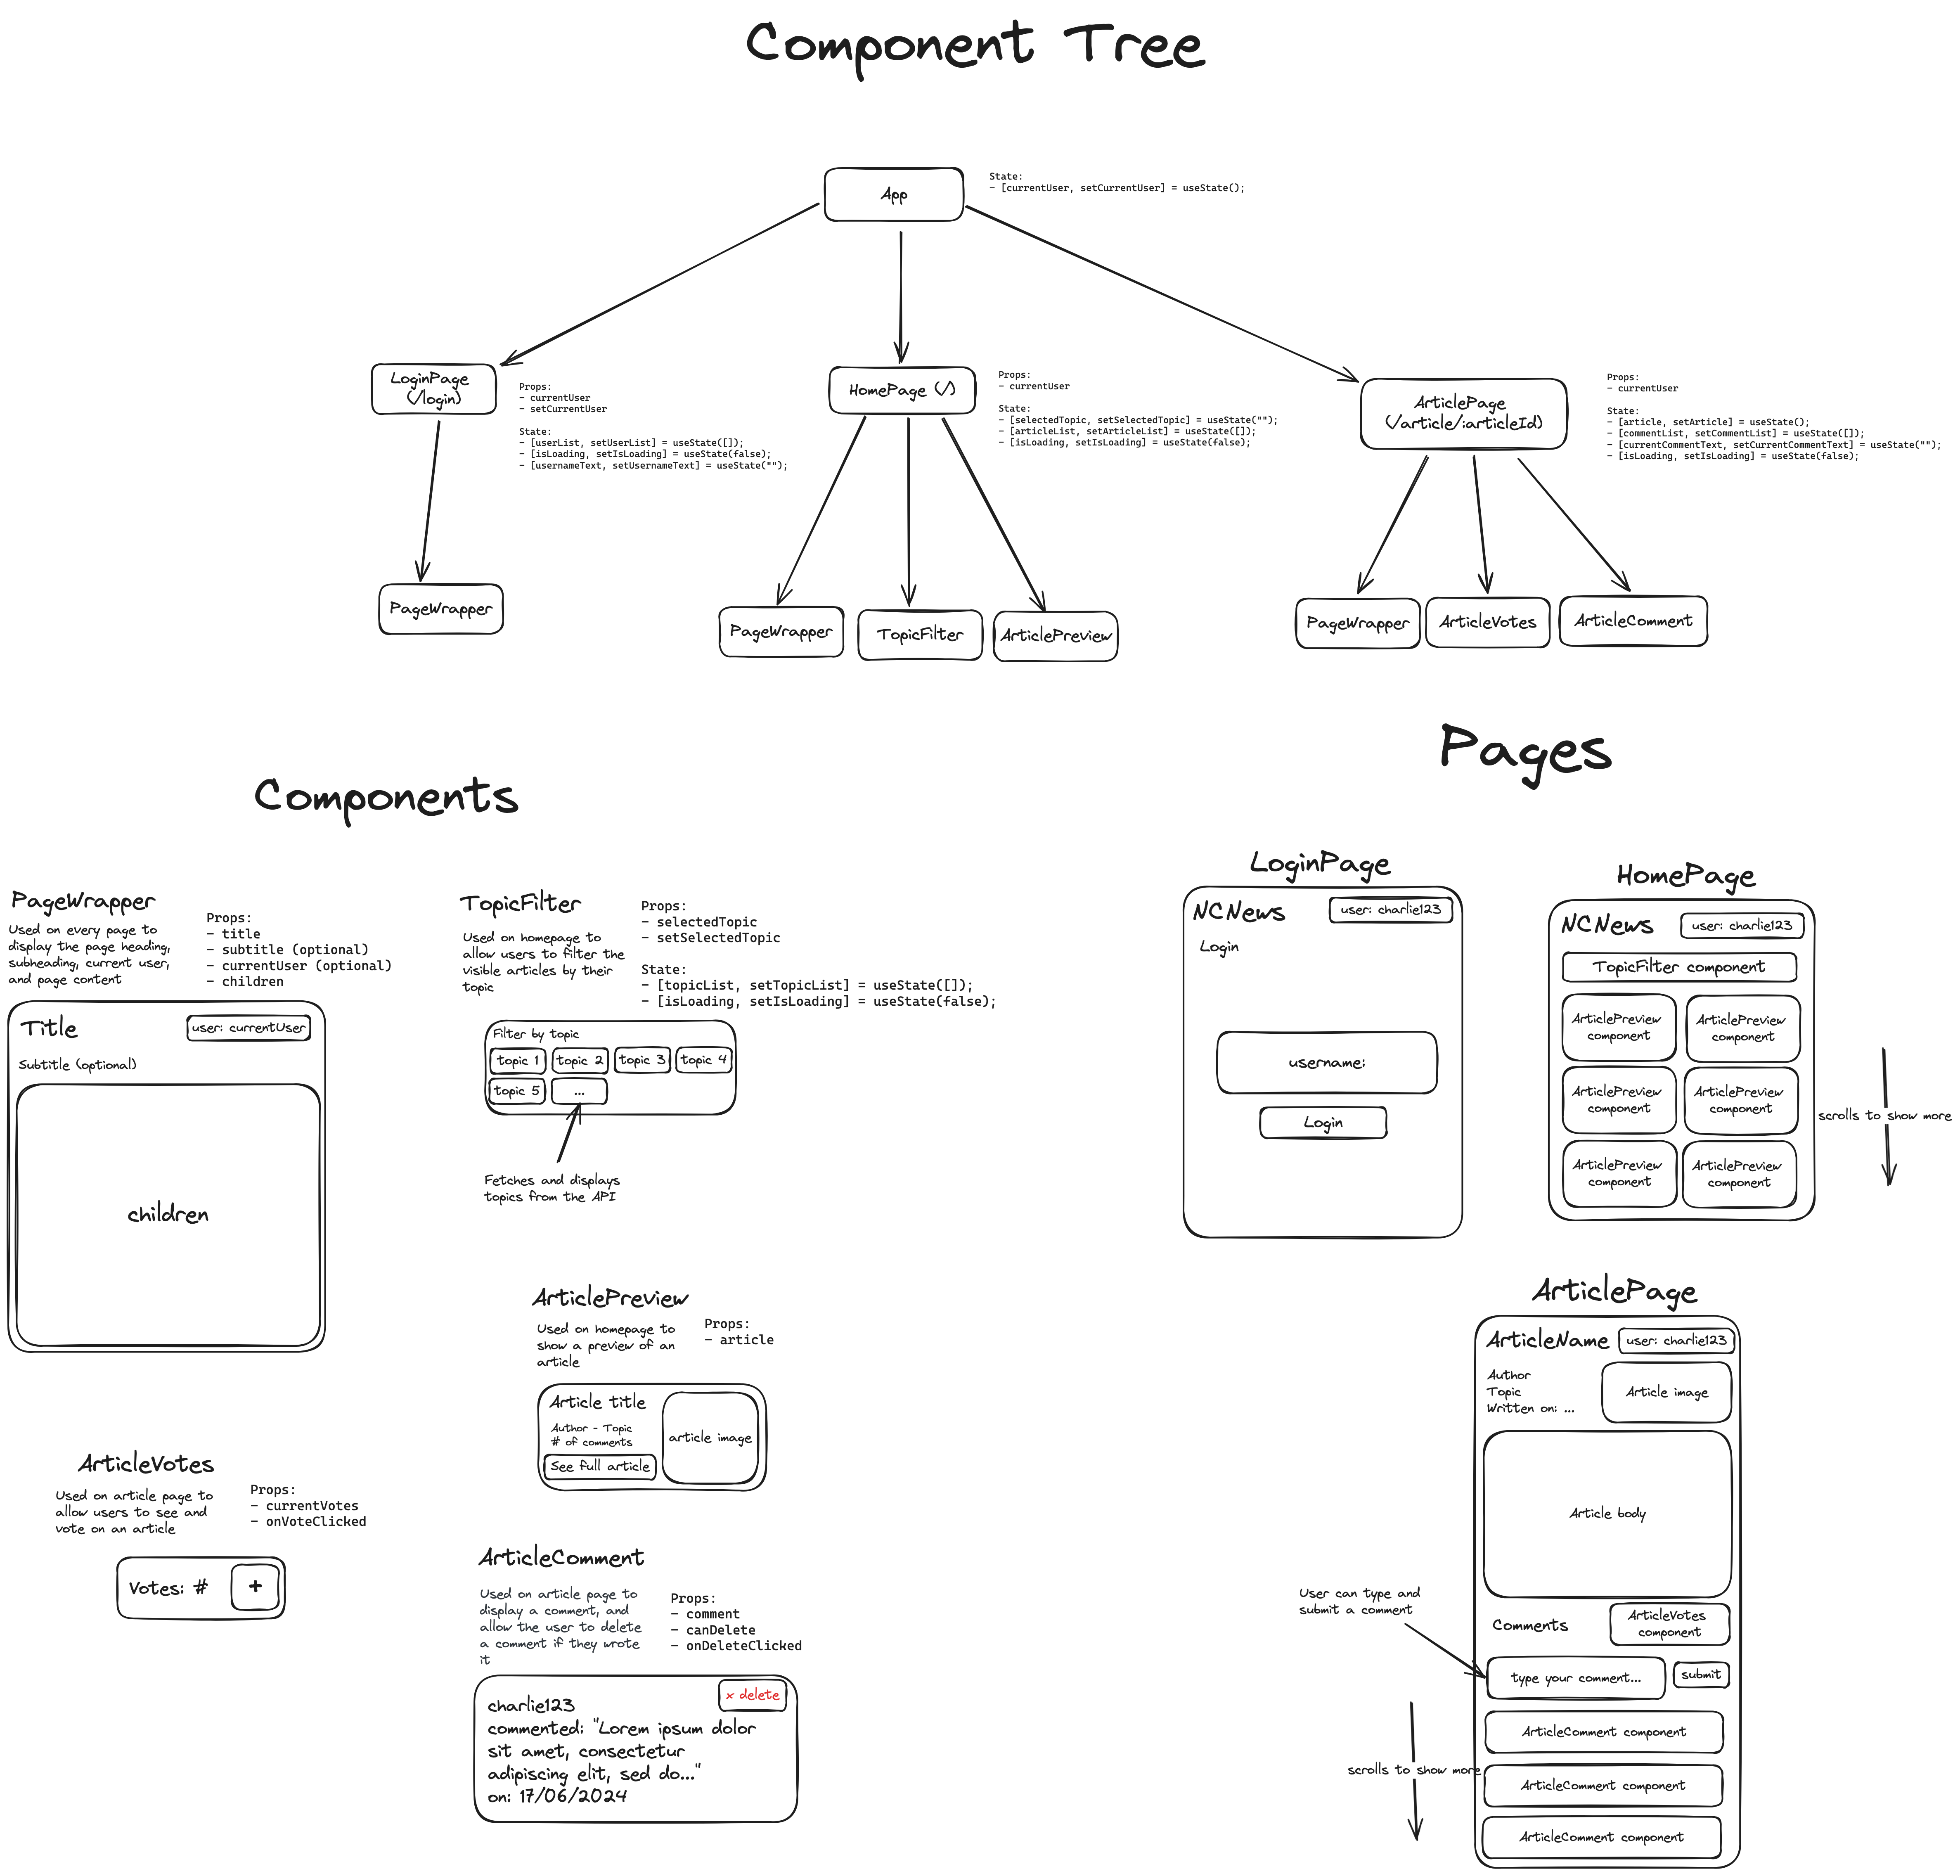 Component Tree
App
State:
- [currentUser, setCurrentUser] = useState();
LoginPage
(/login)
Props:
- currentUser
- setCurrentUser
State:
- [userList, setUserList] = useState([]);
- [isLoading, setIsLoading] = useState(false);
- [usernameText, setUsernameText] = useState("");
HomePage (/)
Props:
- currentUser
State:
- [selectedTopic, setSelectedTopic] = useState("");
- [articleList, setArticleList] = useState([]);
- [isLoading, setIsLoading] = useState(false);
ArticlePage
(/article/:articleId)
Props:
- currentUser
State:
- [article, setArticle] = useState();
- [commentList, setCommentList] = useState([]);
- [currentCommentText, setCurrentCommentText] = useState("");
- [isLoading, setIsLoading] = useState(false);
PageWrapper
PageWrapper
TopicFilter
ArticlePreview
PageWrapper
ArticleVotes
ArticleComment
Components
PageWrapper
Used on every page to
display the page heading,
subheading, current user,
and page content
Props:
- title
- subtitle (optional)
- currentUser (optional)
- children
Title
user: currentUser
Subtitle (optional)
children
TopicFilter
Used on homepage to
allow users to filter the
visible articles by their
topic
Props:
- selectedTopic
- setSelectedTopic
State:
- [topicList, setTopicList] = useState([]);
- [isLoading, setIsLoading] = useState(false);
Filter by topic
topic 1
topic 2
topic 3
topic 4
topic 5
...
Fetches and displays
topics from the API
ArticlePreview
Used on homepage to
show a preview of an
article
Props:
- article
Article title
Author - Topic
# of comments
See full article
article image
ArticleVotes
Used on article page to
allow users to see and
vote on an article
Props:
- currentVotes
- onVoteClicked
Votes: #
+
ArticleComment
Used on article page to
display a comment, and
allow the user to delete
a comment if they wrote
it
Props:
- comment
- canDelete
- onDeleteClicked
x delete
charlie123
commented: "Lorem ipsum dolor
sit amet, consectetur
adipiscing elit, sed do..."
on: 17/06/2024
Pages
LoginPage
NCNews
user: charlie123
Login
username:
Login
HomePage
NCNews
user: charlie123
TopicFilter component
ArticlePreview
component
ArticlePreview
component
ArticlePreview
component
ArticlePreview
component
ArticlePreview
component
ArticlePreview
component
scrolls to show more
ArticlePage
ArticleName
user: charlie123
Author
Topic
Written on: ...
Article image
Article body
User can type and
submit a comment
Comments
ArticleVotes
component
type your comment...
submit
ArticleComment component
scrolls to show more
ArticleComment component
ArticleComment component